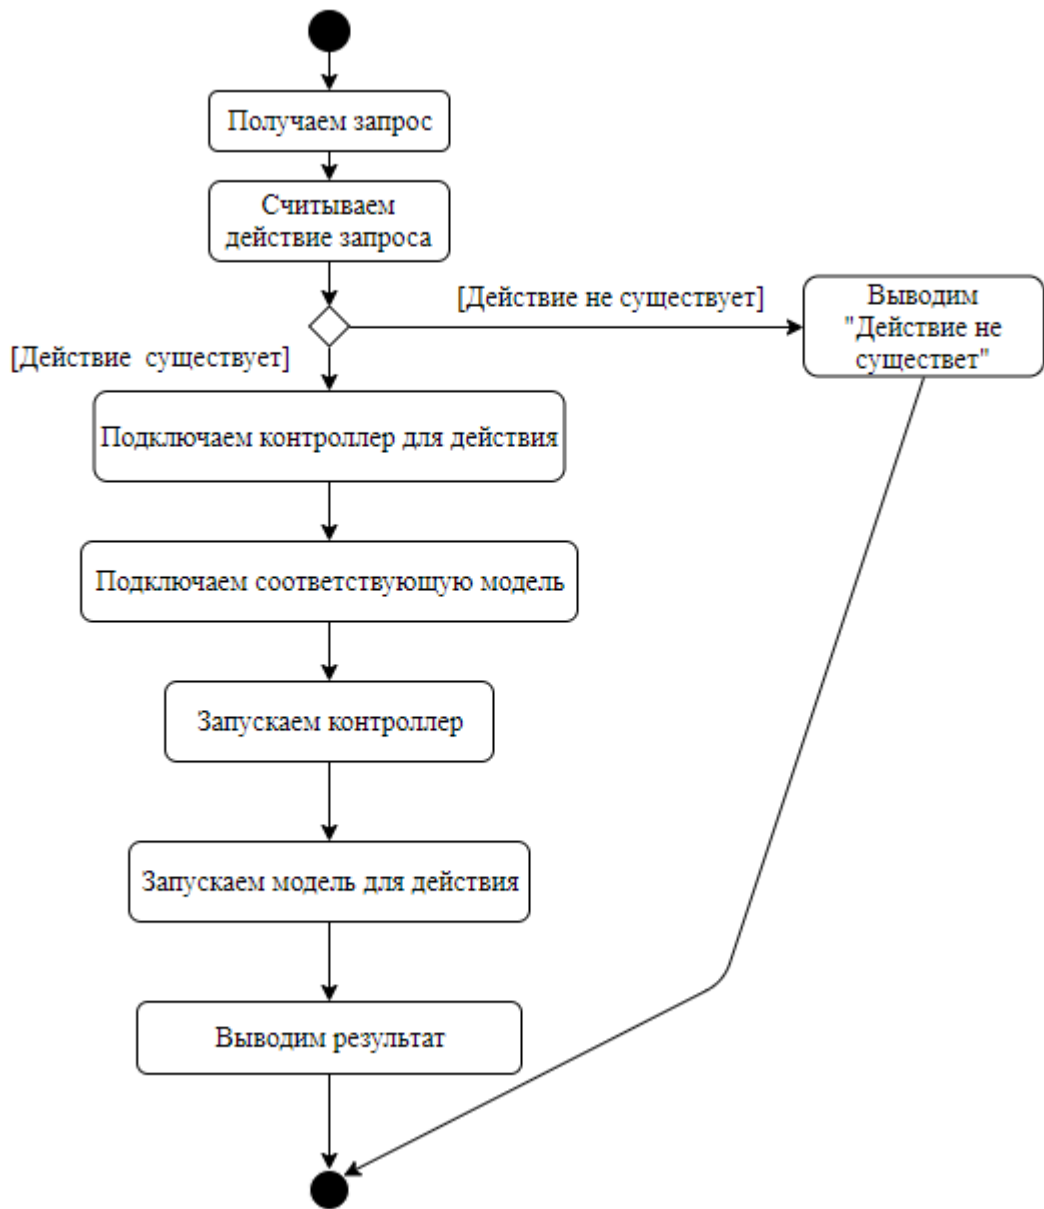 Получаем запрос
Считываем
действие запроса
[Действие не существует]
Выводим
"Действие не
существет"
[Действие  существует]
Подключаем контроллер для действия
Подключаем соответствующую модель
Запускаем контроллер
Запускаем модель для действия
Выводим результат